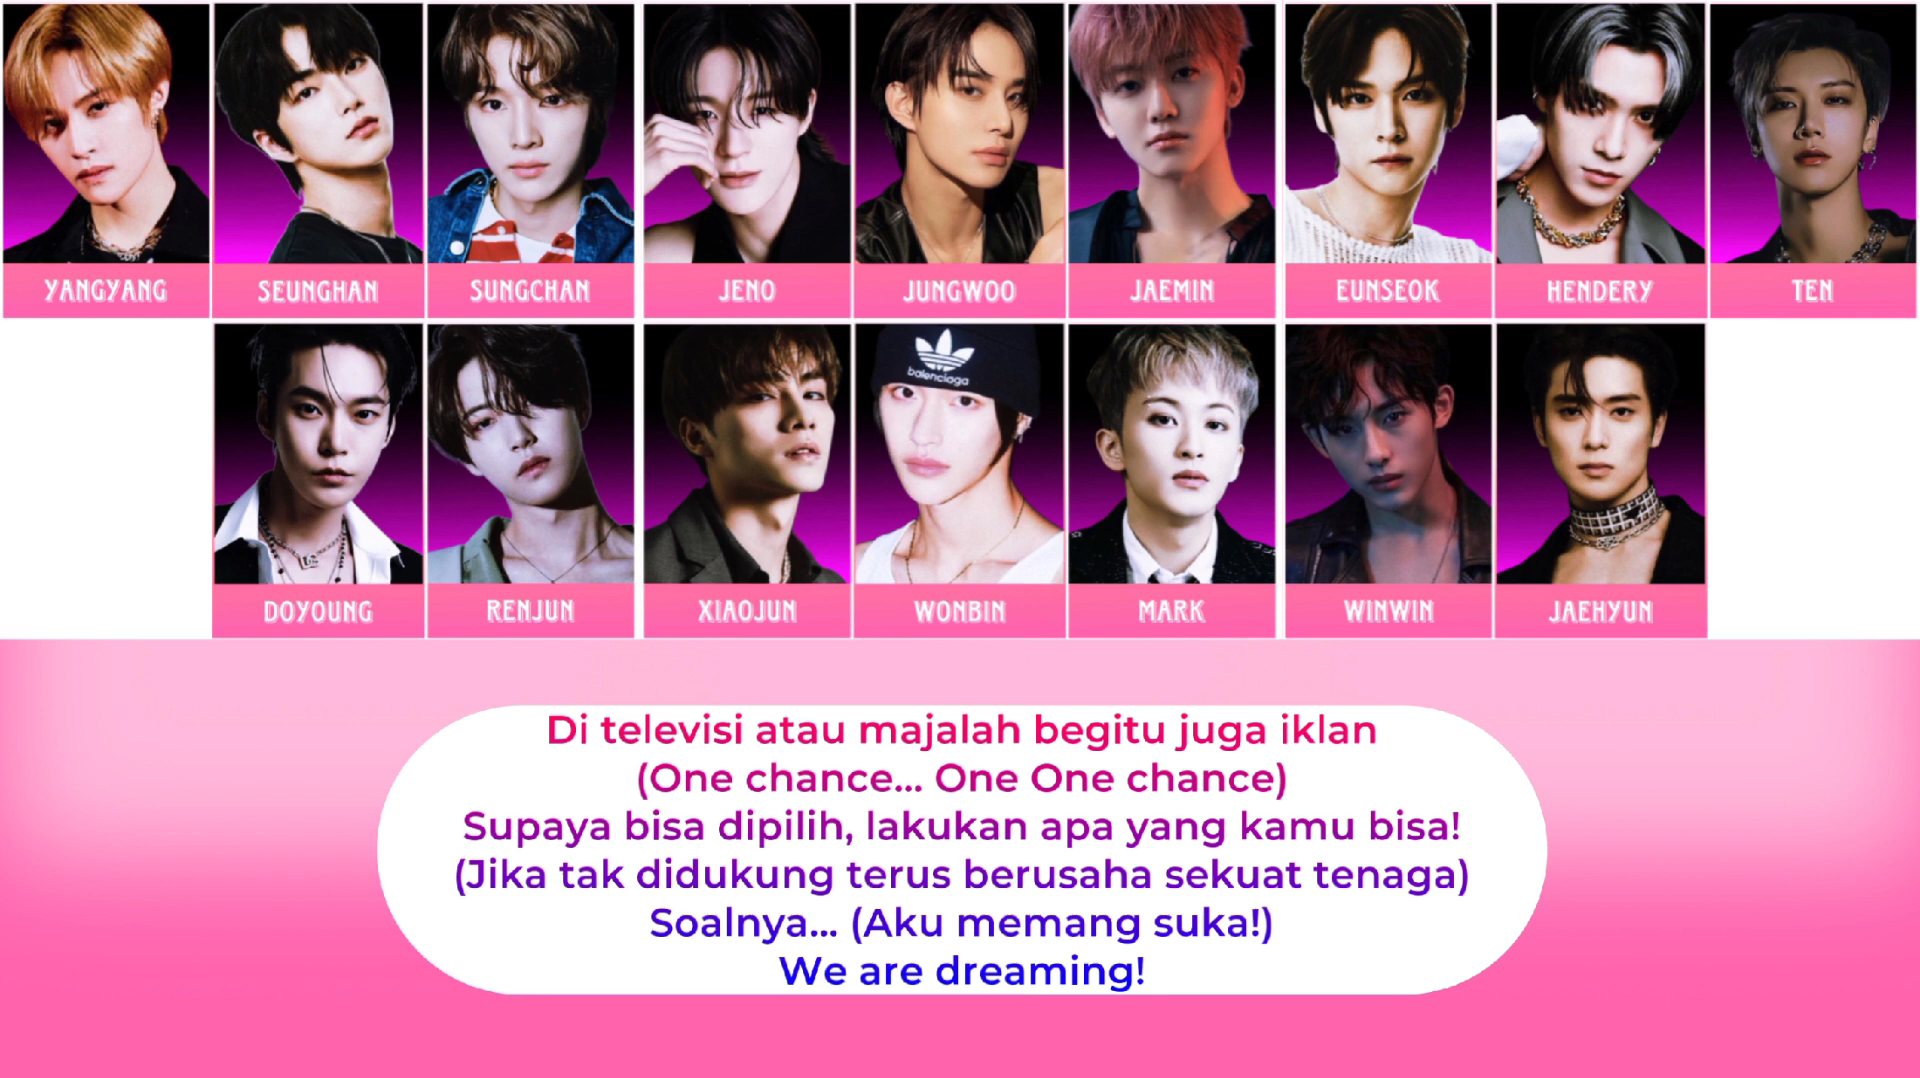 YANGYANG
SEUNGHAN
SUNGCHAN
JENO
JUNGWOO
JAEMIN
EUNSEOK
HENDERY
TEN
balenciaga
DOYOUNG
RENJUN
XIAOJUN
WONBIN
MARK
WINWIN
JAEHYUN
Di televisi atau majalah begitu juga iklan
(One chance... One One chance)
Supaya bisa dipilih, lakukan apa yang kamu bisa!
(Jika tak didukung terus berusaha sekuat tenaga)
Soalnya... (Aku memang suka!)
We are dreaming!